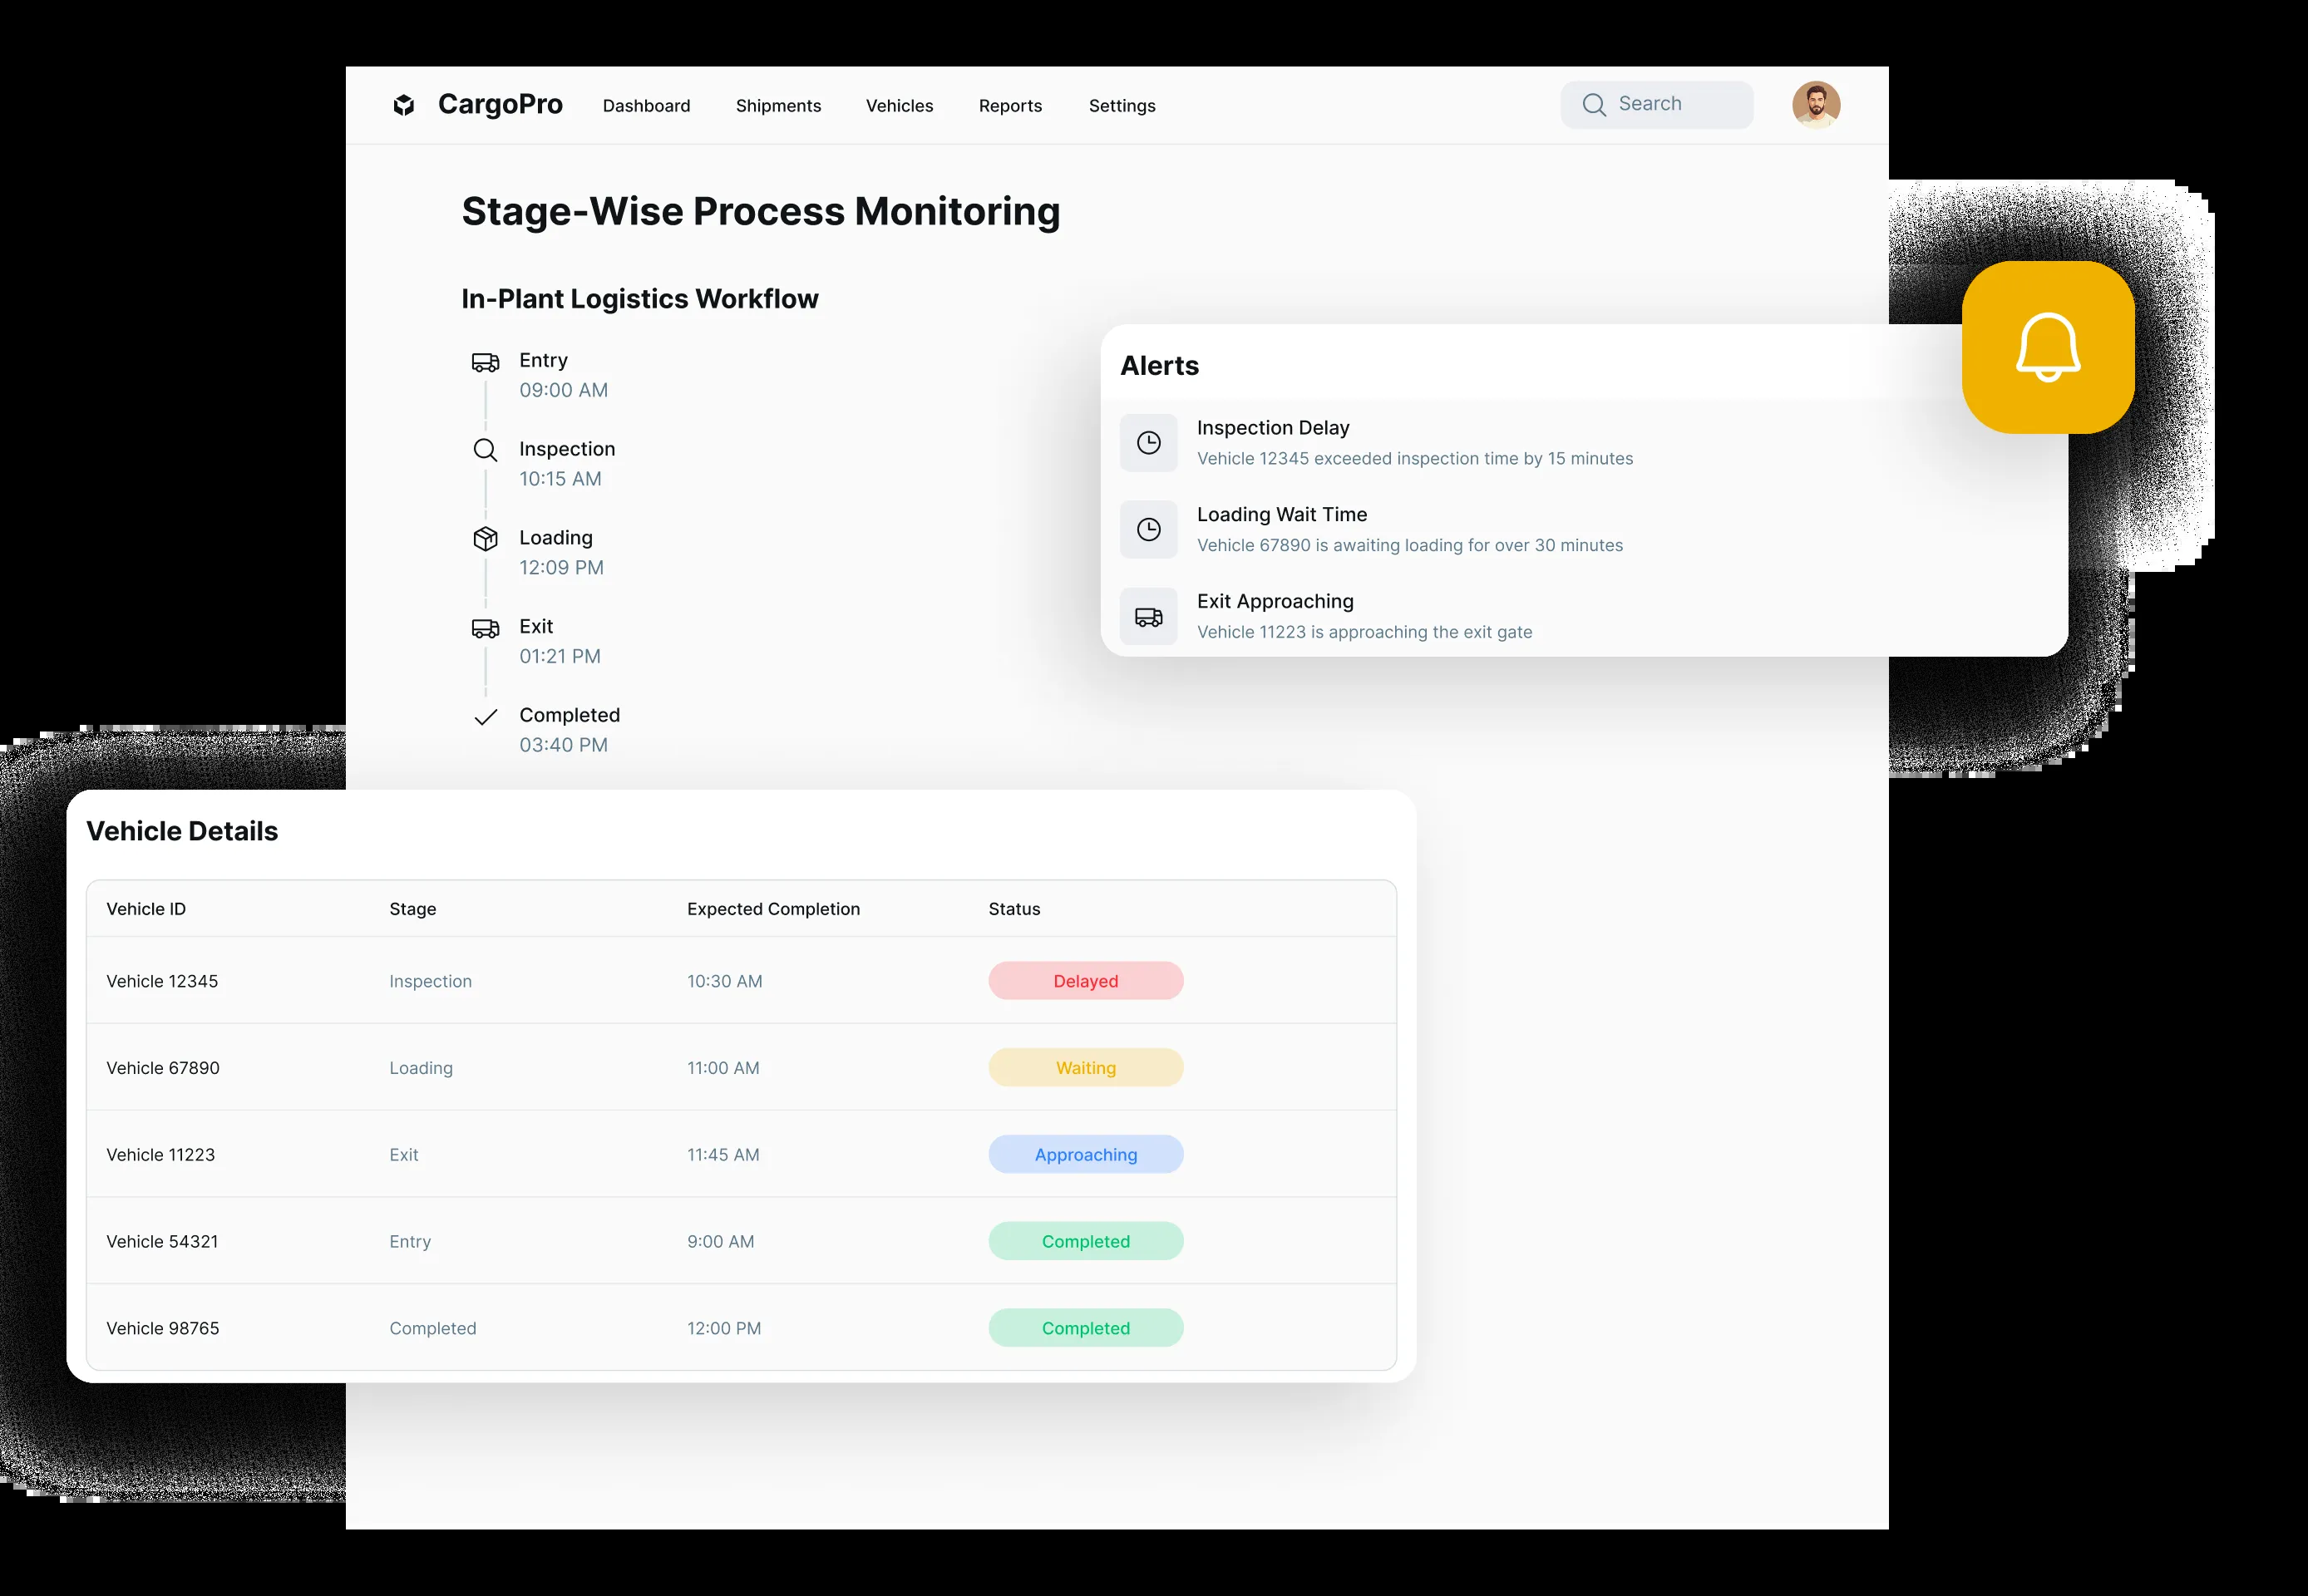 CargoPro Dashboard Shipments Vehicles Reports Settings Search
Stage-Wise Process Monitoring
In-Plant Logistics Workflow
Entry
09:00 AM
Inspection
10:15 AM
Loading
12:09 PM
Exit
01:21 PM
Completed
03:40 PM
Alerts
Inspection Delay
Vehicle 12345 exceeded inspection time by 15 minutes
Loading Wait Time
Vehicle 67890 is awaiting loading for over 30 minutes
Exit Approaching
Vehicle 11223 is approaching the exit gate
Vehicle Details
Vehicle ID Stage Expected Completion Status
Vehicle 12345 Inspection 10:30 AM Delayed
Vehicle 67890 Loading 11:00 AM Waiting
Vehicle 11223 Exit 11:45 AM Approaching
Vehicle 54321 Entry 9:00 AM Completed
Vehicle 98765 Completed 12:00 PM Completed